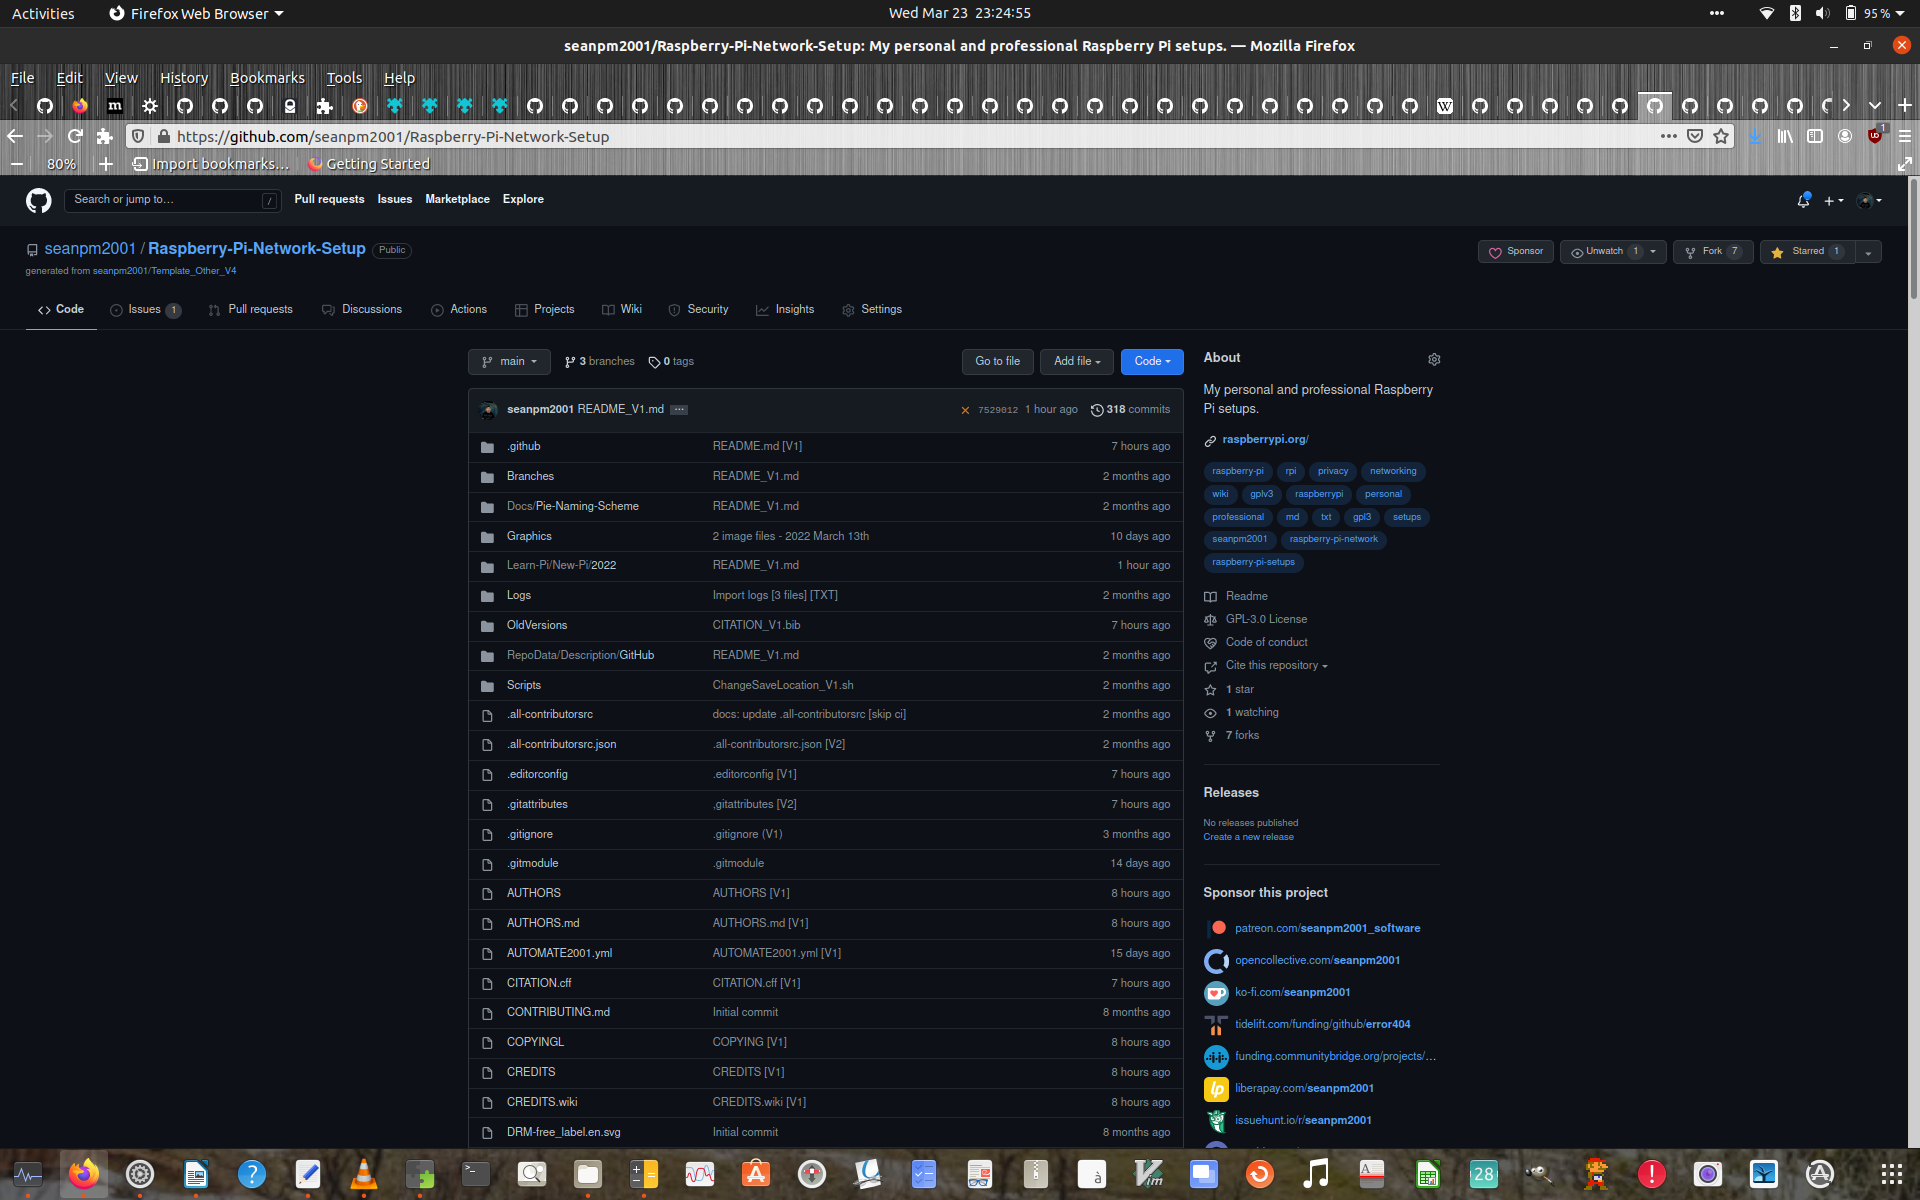 Activities
Firefox Web Browser
Wed Mar 23 23:24:55
95 %
seanpm2001/Raspberry-Pi-Network-Setup: My personal and professional Raspberry Pi setups. — Mozilla Firefox
File Edit View History Bookmarks Tools Help
https://github.com/seanpm2001/Raspberry-Pi-Network-Setup
80%
Import bookmarks…
Getting Started
Search or jump to…
/
Pull requests Issues Marketplace Explore
seanpm2001 / Raspberry-Pi-Network-Setup Public
generated from seanpm2001/Template_Other_V4
Sponsor
Unwatch 1
Fork 7
Starred 1
Code
Issues 1
Pull requests
Discussions
Actions
Projects
Wiki
Security
Insights
Settings
main
3 branches
0 tags
Go to file
Add file
Code
seanpm2001 README_V1.md 7529012 1 hour ago 318 commits
.github README.md [V1] 7 hours ago
Branches README_V1.md 2 months ago
Docs/Pie-Naming-Scheme README_V1.md 2 months ago
Graphics 2 image files - 2022 March 13th 10 days ago
Learn-Pi/New-Pi/2022 README_V1.md 1 hour ago
Logs Import logs [3 files] [TXT] 2 months ago
OldVersions CITATION_V1.bib 7 hours ago
RepoData/Description/GitHub README_V1.md 2 months ago
Scripts ChangeSaveLocation_V1.sh 2 months ago
.all-contributorsrc docs: update .all-contributorsrc [skip ci] 2 months ago
.all-contributorsrc.json .all-contributorsrc.json [V2] 2 months ago
.editorconfig .editorconfig [V1] 7 hours ago
.gitattributes ,gitattributes [V2] 7 hours ago
.gitignore .gitignore (V1) 3 months ago
.gitmodule .gitmodule 14 days ago
AUTHORS AUTHORS [V1] 8 hours ago
AUTHORS.md AUTHORS.md [V1] 8 hours ago
AUTOMATE2001.yml AUTOMATE2001.yml [V1] 15 days ago
CITATION.cff CITATION.cff [V1] 7 hours ago
CONTRIBUTING.md Initial commit 8 months ago
COPYINGL COPYING [V1] 8 hours ago
CREDITS CREDITS [V1] 8 hours ago
CREDITS.wiki CREDITS.wiki [V1] 8 hours ago
DRM-free_label.en.svg Initial commit 8 months ago
About
My personal and professional Raspberry
Pi setups.
raspberrypi.org/
raspberry-pi rpi privacy networking
wiki gplv3 raspberrypi personal
professional md txt gpl3 setups
seanpm2001 raspberry-pi-network
raspberry-pi-setups
Readme
GPL-3.0 License
Code of conduct
Cite this repository
1 star
1 watching
7 forks
Releases
No releases published
Create a new release
Sponsor this project
patreon.com/seanpm2001_software
opencollective.com/seanpm2001
ko-fi.com/seanpm2001
tidelift.com/funding/github/error404
funding.communitybridge.org/projects/…
liberapay.com/seanpm2001
issuehunt.io/r/seanpm2001
28